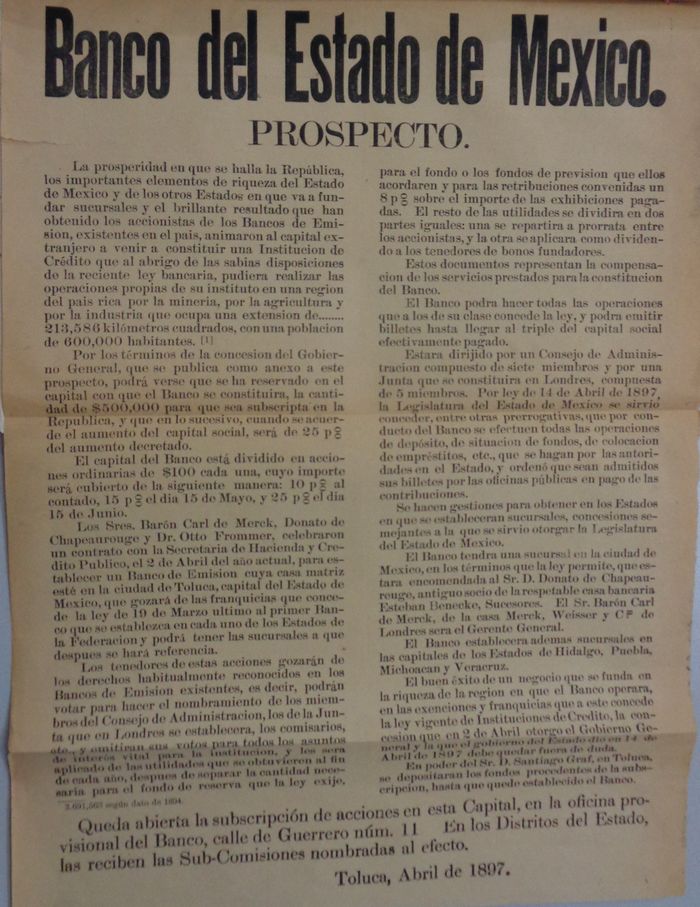 Banco del Estado de Mexico.
PROSPECTO.
La prosperidad en que se halla la República,
los importantes elementos de riqueza del Estado
de Mexico y de los otros Estados en que va a fun-
dar sucursales y el brillante resultado que han
obtenido los accionistas de los Bancos de Emi-
sion, existentes en el pais, animaron al capital ex-
tranjero a venir a constituir una Institucion de
Crédito que al abrigo de las sabias disposiciones
de la reciente ley bancaria, pudiera realizar las
operaciones propias de su instituto en una region
del pais rica por la mineria, por la agricultura y
por la industria que ocupa una extension de........
213,586 kilómetros cuadrados, con una poblacion
de 600,000 habitantes. [1]
Por los términos de la concesion del Gobier-
no General, que se publica como anexo a este
prospecto, podrá verse que ha reservado en el
capital con que el Banco se constituira, la canti-
dad de $500,000 para que sea subscripta en la
Republica, y que en lo sucesivo, cuando se acuer-
de el aumento del capital social, será de 25 p%
del aumento decretado.
El capital del Banco está dividido en accio-
nes ordinarias de $100 cada una, cuyo importe
será cubierto de la siguiente manera: 10 p% al
contado, 15 p% el dia 15 de Mayo, y 25 p% el dia
15 de Junio.
Los Sres. Barón Carl de Merck, Donato de
Chapeaurouge y Dr. Otto Frommer, celebraron
un contrato con la Secretaria de Hacienda y Cre-
dito Publico, el 2 de Abril del año actual, para es-
tablecer un Banco de Emision cuya casa matriz
esté en la ciudad de Toluca, capital del Estado de
Mexico, que gozará de las franquicias que conce-
de la ley de 19 de Marzo ultimo al primer Ban-
co que se establezca en cada uno de los Estados de
la Federacion y podrá tener las sucursales a que
despues se hará referencia.
Los tenedores de estas acciones gozarán de
los derechos habitualmente reconocidos en los
Bancos de Emision existentes, es decir, podrán
votar para hacer el nombramiento de los miem-
bros del Consejo de Administracion, los de la Jun-
ta que en Londres se establecera, los comisarios,
etc., y emitiran sus votos para todos los asuntos
de interés vital para la institucion, y les sera
aplicado de las utilidades que se obtuvieren al fin
de cada año, despues de separar la cantidad nece-
saria para el fondo de reserva que la ley exije,
2.691,563 según dato de 1894.
para el fondo o los fondos de prevision que ellos
acordaren y para las retribuciones convenidas un
8 p% sobre el importe de las exhibiciones paga-
das. El resto de las utilidades se dividira en dos
partes iguales: una se repartira a prorrata entre
los accionistas, y la otra se aplicara como dividen-
do a los tenedores de bonos fundadores.
Estos documentos representan la compensa-
cion de los servicios prestados para la constitucion
del Banco.
El Banco podra hacer todas las operaciones
que a los de su clase concede la ley, y podra emitir
billetes hasta llegar al triple del capital social
efectivamente pagado.
Estara dirijido por un Consejo de Adminis-
tracion compuesto de siete miembros y por una
Junta que se constituira en Londres, compuesta
de 5 miembros. Por ley de 14 de Abril de 1897,
la Legislatura del Estado de Mexico se sirvio
conceder, entre otras prerrogativas, que por con-
ducto del Banco se efectuen todas las operaciones
de depósito, de situacion de fondos, de colocacion
de empréstitos, etc., que se hagan por las autori-
dades en el Estado, y ordenó que sean admitidos
sus billetes por las oficinas públicas en pago de las
contribuciones.
Se hacen gestiones para obtener en los Estados
en que se estableceran sucursales, concesiones se-
mejantes a la que se sirvio otorgar la Legislatura
del Estado de Mexico.
El Banco tendra una sucursal en la ciudad de
Mexico, en los términos que la ley permite, que es-
tara encomendada al Sr. D. Donato de Chapeau-
rouge, antiguo socio de la respetable casa bancaria
Esteban Benecke, Sucesores. El Sr. Barón Carl
de Merck, de la casa Merck, Weisser y Cª de
Londres sera el Gerente General.
El Banco establecera ademas sucursales en
las capitales de los Estados de Hidalgo, Puebla,
Michoacan y Veracruz.
El buen éxito de un negocio que se funda en
la riqueza de la region en que el Banco operara,
en las exenciones y franquicias que a este concede
la ley vigente de Instituciones de Credito, la con-
cesion que en 2 de Abril otorgo el Gobierno Ge-
neral y la que el gobierno del Estado dio en 14 de
Abril de 1897 debe quedar fuera de duda.
En poder del Sr. D. Santiago Graf, en Toluca,
se depositaran los fondos procedentes de la subs-
cripcion, hasta que quede establecido el Banco.
Queda abierta la subscripción de acciones en esta Capital, en la oficina pro-
visional del Banco, calle de Guerrero núm. 11 En los Distritos del Estado,
las reciben las Sub-Comisiones nombradas al efecto.
Toluca, Abril de 1897.